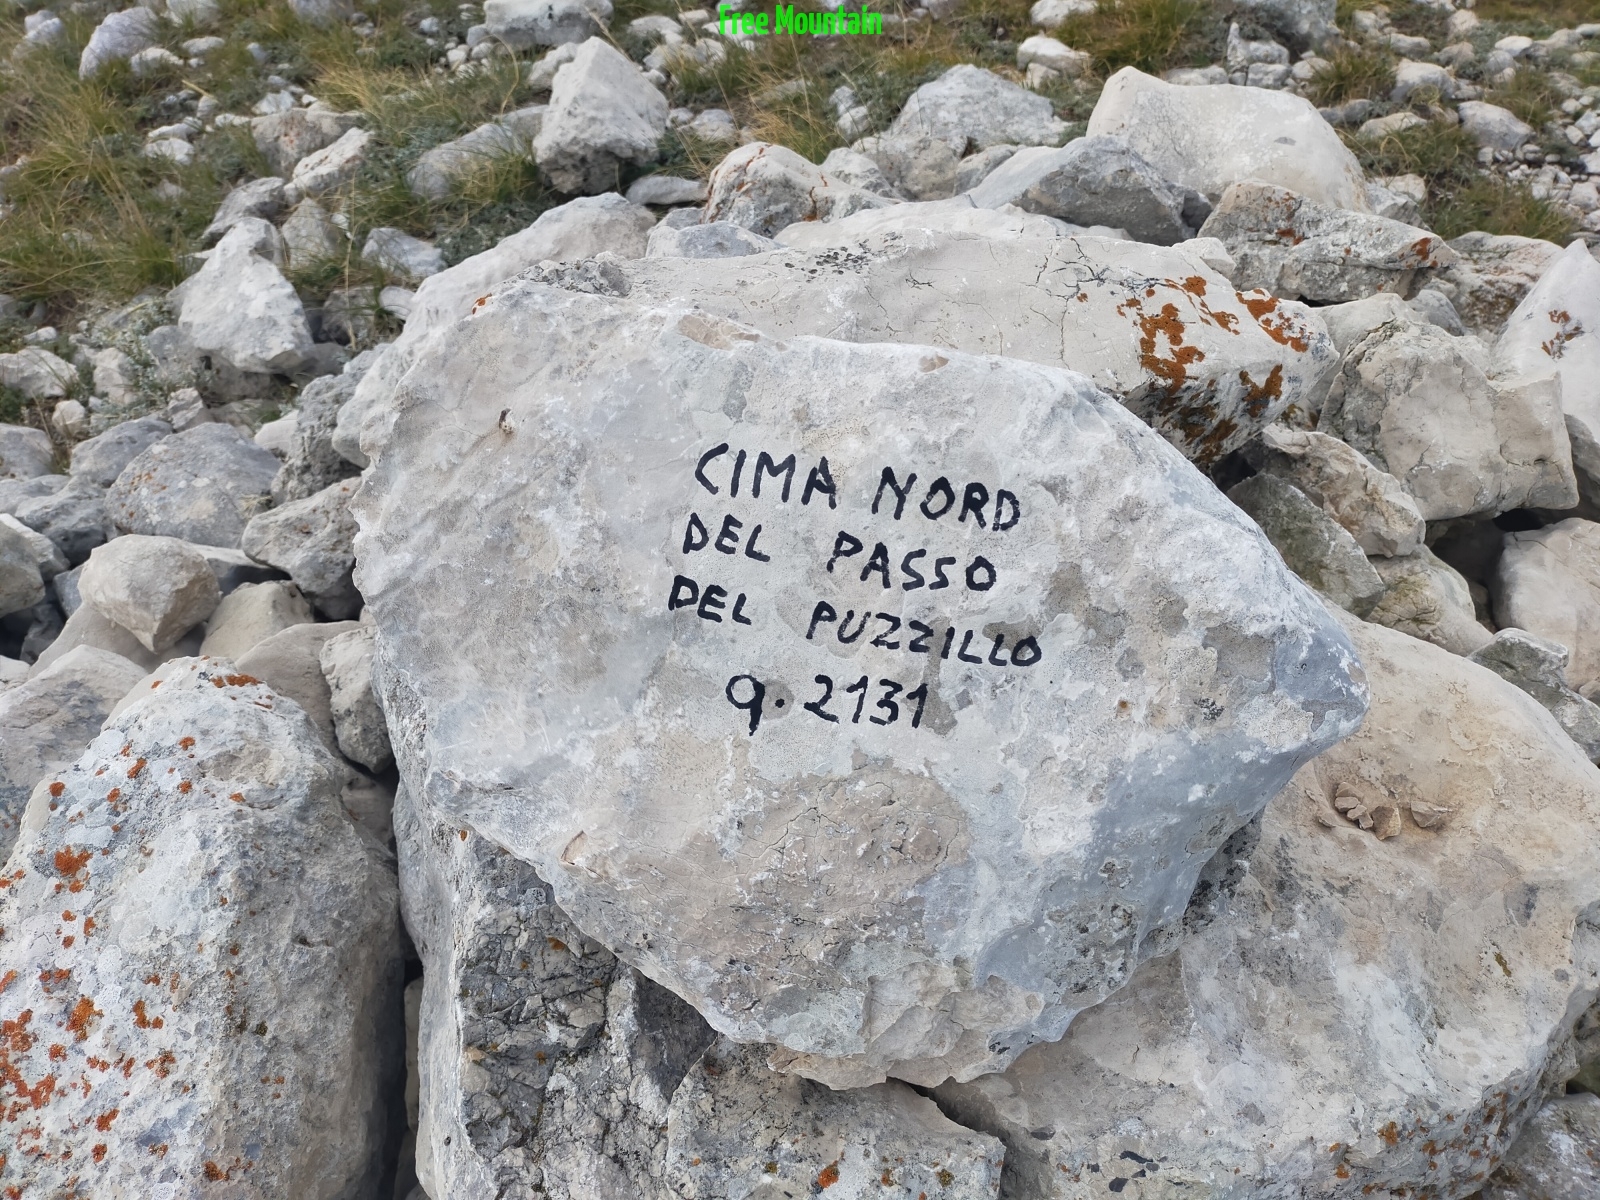 Free Mountain
CIMA NORD
DEL PASSO
DEL PUZZILLO
q. 2131